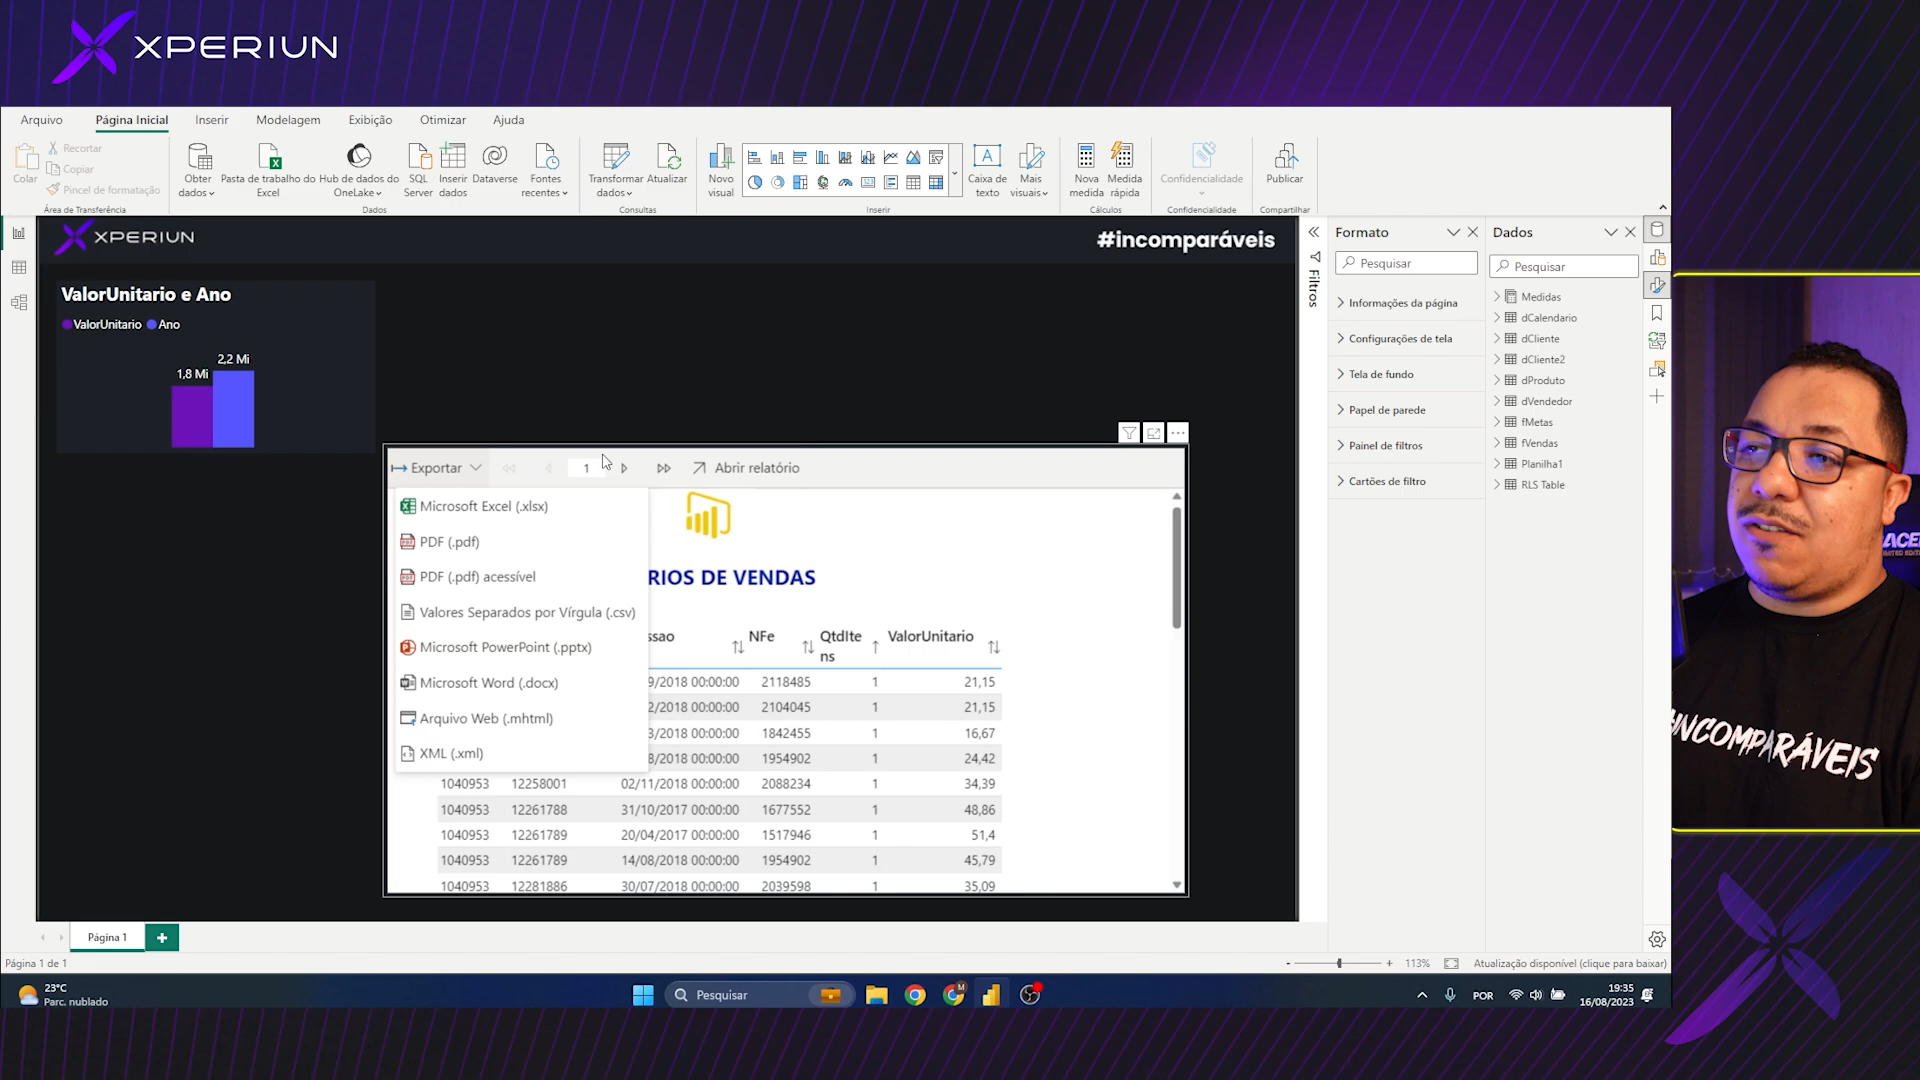 XPERIUN
Arquivo Página Inicial Inserir Modelagem Exibição Otimizar Ajuda
Colar
Recortar
Copiar
Pincel de formatação
Área de Transferência
Obter dados
Pasta de trabalho do Excel
Hub de dados do OneLake
SQL Server
Inserir dados
Dataverse
Fontes recentes
Dados
Transformar dados
Atualizar
Consultas
Novo visual
Caixa de texto
Mais visuais
Inserir
Nova medida
Medida rápida
Cálculos
Confidencialidade
Confidencialidade
Publicar
Compartilhar
XPERIUN
#incomparáveis
ValorUnitario e Ano
ValorUnitario Ano
2,2 Mi
1,8 Mi
Exportar 1 Abrir relatório
Microsoft Excel (.xlsx)
PDF (.pdf)
PDF (.pdf) acessível
Valores Separados por Vírgula (.csv)
Microsoft PowerPoint (.pptx)
Microsoft Word (.docx)
Arquivo Web (.mhtml)
XML (.xml)
RIOS DE VENDAS
ssao NFe QtdIte ns ValorUnitario
9/2018 00:00:00 2118485 1 21,15
2/2018 00:00:00 2104045 1 21,15
3/2018 00:00:00 1842455 1 16,67
8/2018 00:00:00 1954902 1 24,42
1040953 12258001 02/11/2018 00:00:00 2088234 1 34,39
1040953 12261788 31/10/2017 00:00:00 1677552 1 48,86
1040953 12261789 20/04/2017 00:00:00 1517946 1 51,4
1040953 12261789 14/08/2018 00:00:00 1954902 1 45,79
1040953 12281886 30/07/2018 00:00:00 2039598 1 35,09
Filtros
Formato
Pesquisar
Informações da página
Configurações de tela
Tela de fundo
Papel de parede
Painel de filtros
Cartões de filtro
Dados
Pesquisar
Medidas
dCalendario
dCliente
dCliente2
dProduto
dVendedor
fMetas
fVendas
Planilha1
RLS Table
Página 1
Página 1 de 1
113%
Atualização disponível (clique para baixar)
23°C
Parc. nublado
Pesquisar
M
POR
19:35
16/08/2023
#INCOMPARÁVEIS